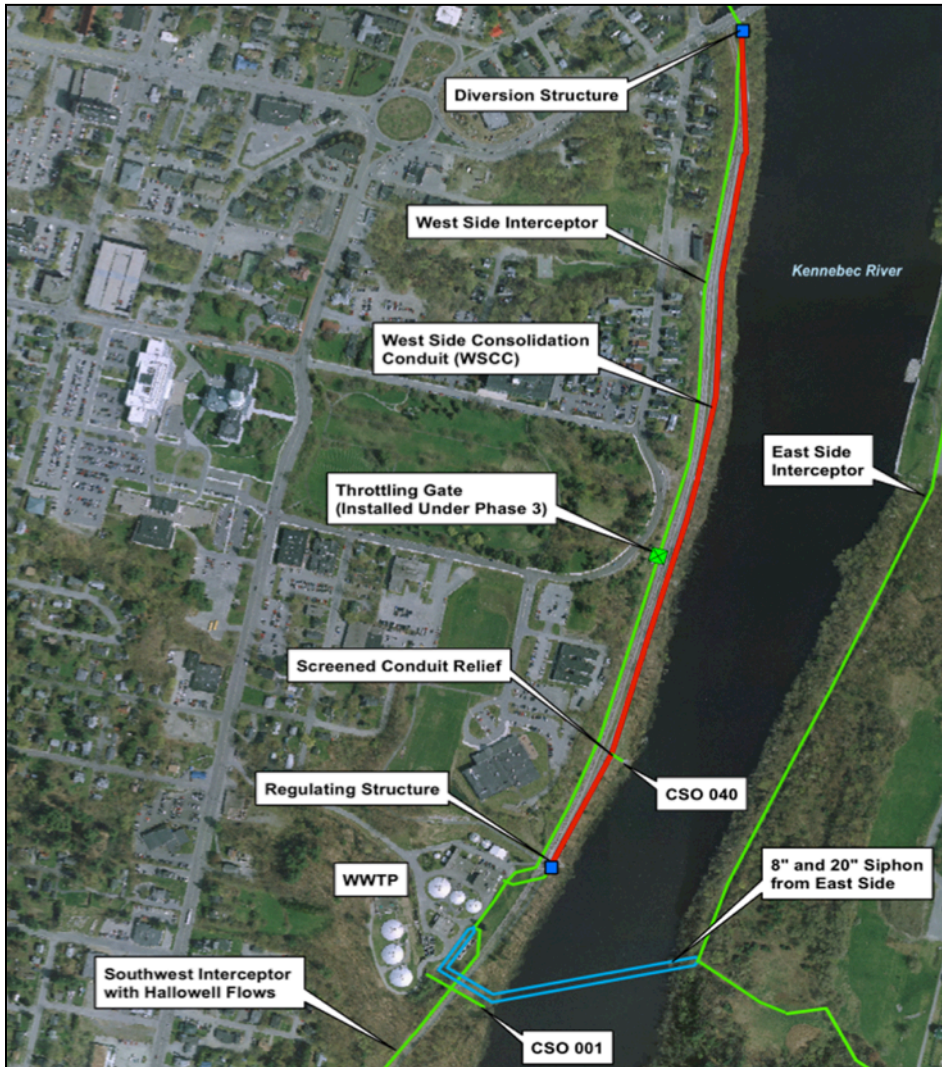 Diversion Structure
West Side Interceptor
Kennebec River
West Side Consolidation
Conduit (WSCC)
East Side
Interceptor
Throttling Gate
(Installed Under Phase 3)
Screened Conduit Relief
CSO 040
Regulating Structure
8" and 20" Siphon
from East Side
WWTP
Southwest Interceptor
with Hallowell Flows
CSO 001